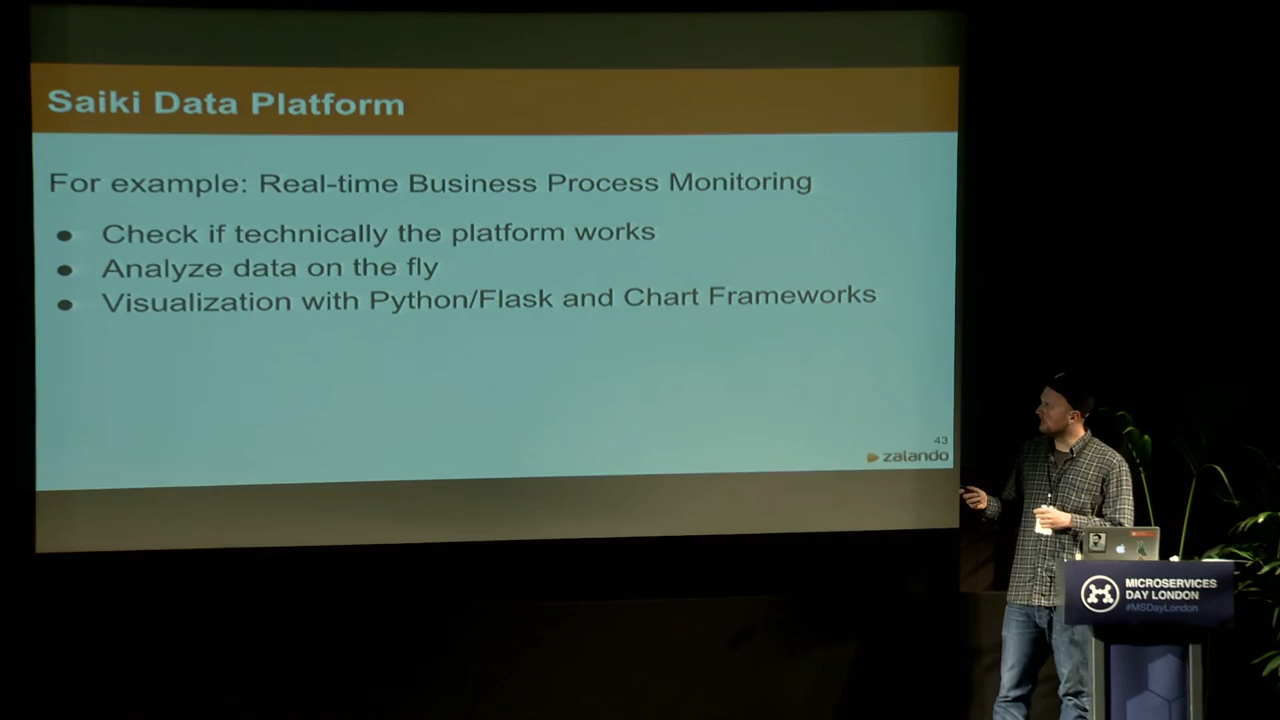 Saiki Data Platform
For example: Real-time Business Process Monitoring
● Check if technically the platform works
● Analyze data on the fly
● Visualization with Python/Flask and Chart Frameworks
43
zalando
MICROSERVICES
DAY LONDON
#MSDayLondon